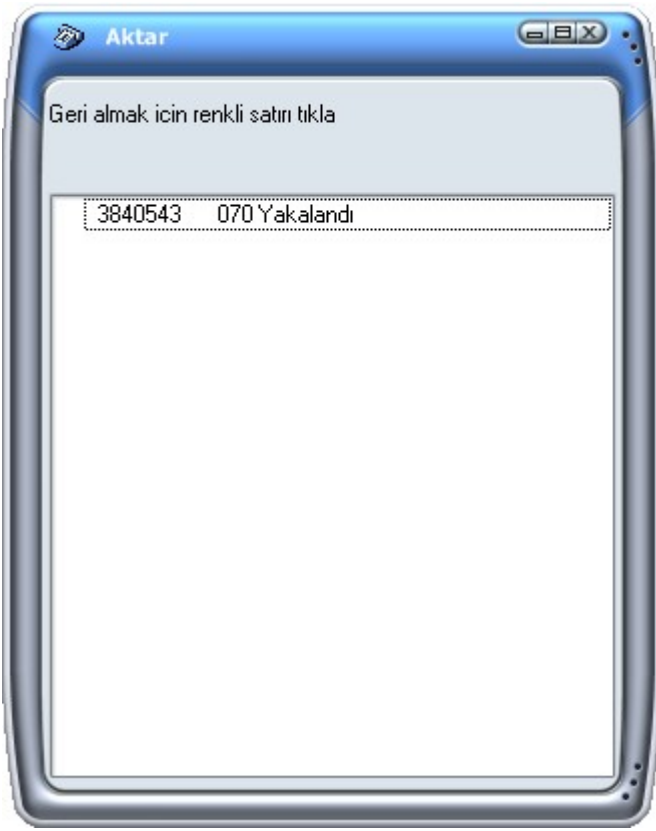 Aktar
Geri almak icin renkli satırı tıkla
3840543 070 Yakalandı